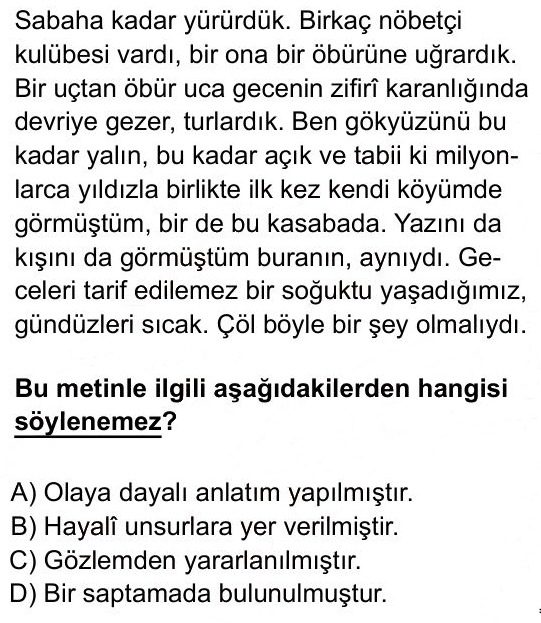 Sabaha kadar yürürdük. Birkaç nöbetçi
kulübesi vardı, bir ona bir öbürüne uğrardık.
Bir uçtan öbür uca gecenin zifirî karanlığında
devriye gezer, turlardık. Ben gökyüzünü bu
kadar yalın, bu kadar açık ve tabii ki milyon-
larca yıldızla birlikte ilk kez kendi köyümde
görmüştüm, bir de bu kasabada. Yazını da
kışını da görmüştüm buranın, aynıydı. Ge-
celeri tarif edilemez bir soğuktu yaşadığımız,
gündüzleri sıcak. Çöl böyle bir şey olmalıydı.
Bu metinle ilgili aşağıdakilerden hangisi
söylenemez?
A) Olaya dayalı anlatım yapılmıştır.
B) Hayalî unsurlara yer verilmiştir.
C) Gözlemden yararlanılmıştır.
D) Bir saptamada bulunulmuştur.